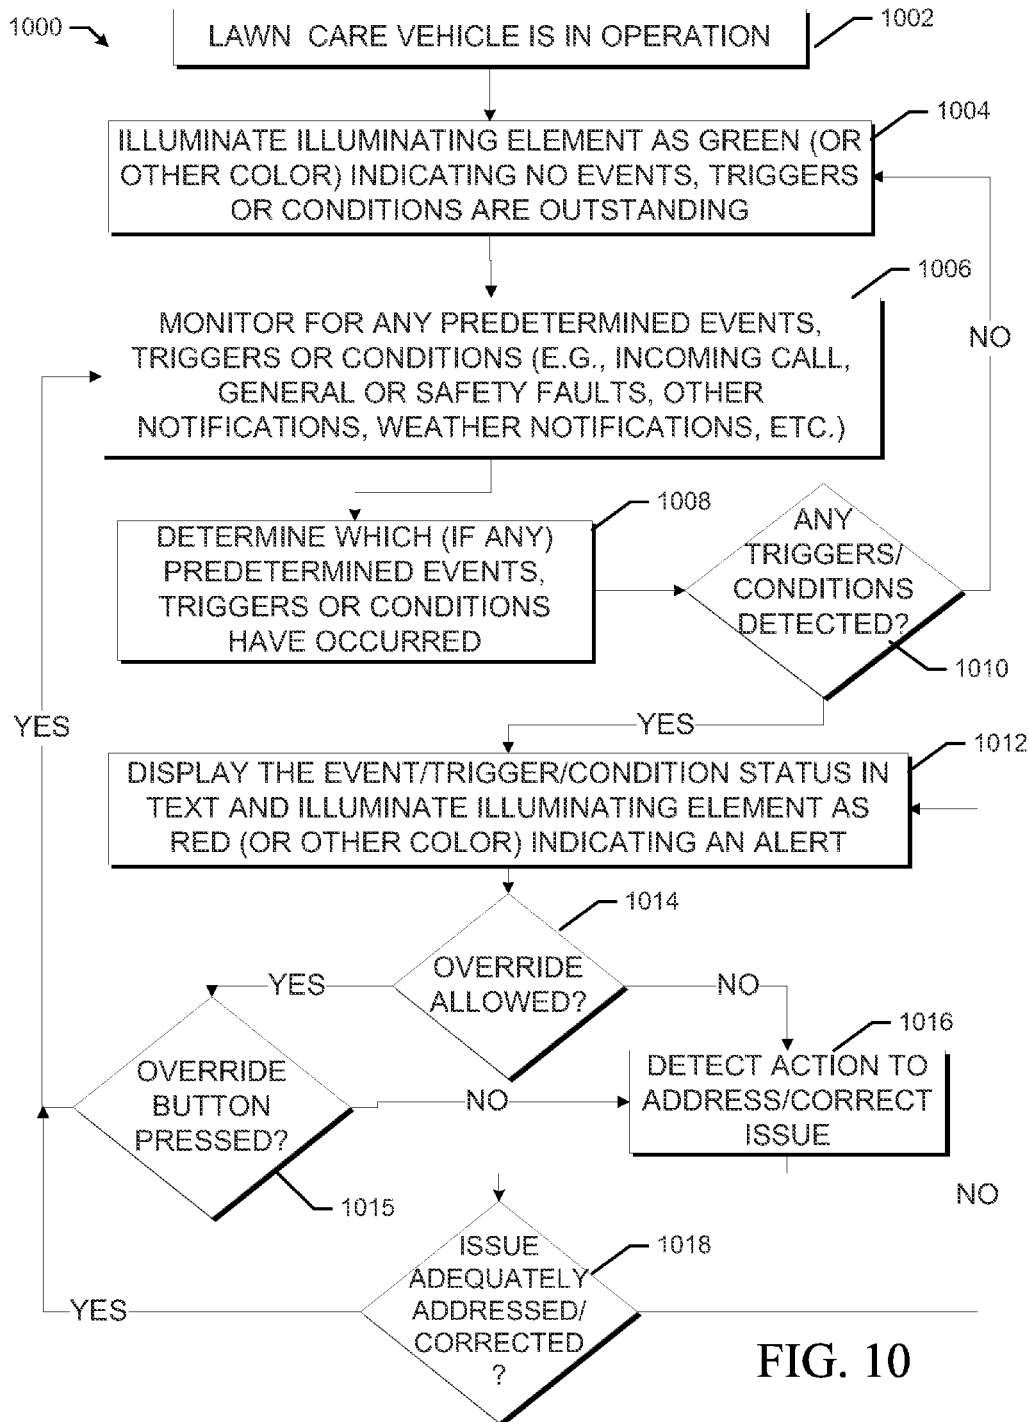 1000
LAWN CARE VEHICLE IS IN OPERATION
1002
1004
ILLUMINATE ILLUMINATING ELEMENT AS GREEN (OR
OTHER COLOR) INDICATING NO EVENTS, TRIGGERS
OR CONDITIONS ARE OUTSTANDING
1006
MONITOR FOR ANY PREDETERMINED EVENTS,
TRIGGERS OR CONDITIONS (E.G., INCOMING CALL,
GENERAL OR SAFETY FAULTS, OTHER
NOTIFICATIONS, WEATHER NOTIFICATIONS, ETC.)
NO
1008
DETERMINE WHICH (IF ANY)
PREDETERMINED EVENTS,
TRIGGERS OR CONDITIONS
HAVE OCCURRED
ANY
TRIGGERS/
CONDITIONS
DETECTED?
1010
YES
YES
1012
DISPLAY THE EVENT/TRIGGER/CONDITION STATUS IN
TEXT AND ILLUMINATE ILLUMINATING ELEMENT AS
RED (OR OTHER COLOR) INDICATING AN ALERT
1014
OVERRIDE
ALLOWED?
YES
NO
1016
DETECT ACTION TO
ADDRESS/CORRECT
ISSUE
OVERRIDE
BUTTON
PRESSED?
NO
1015
NO
1018
ISSUE
ADEQUATELY
ADDRESSED/
CORRECTED
?
YES
FIG. 10